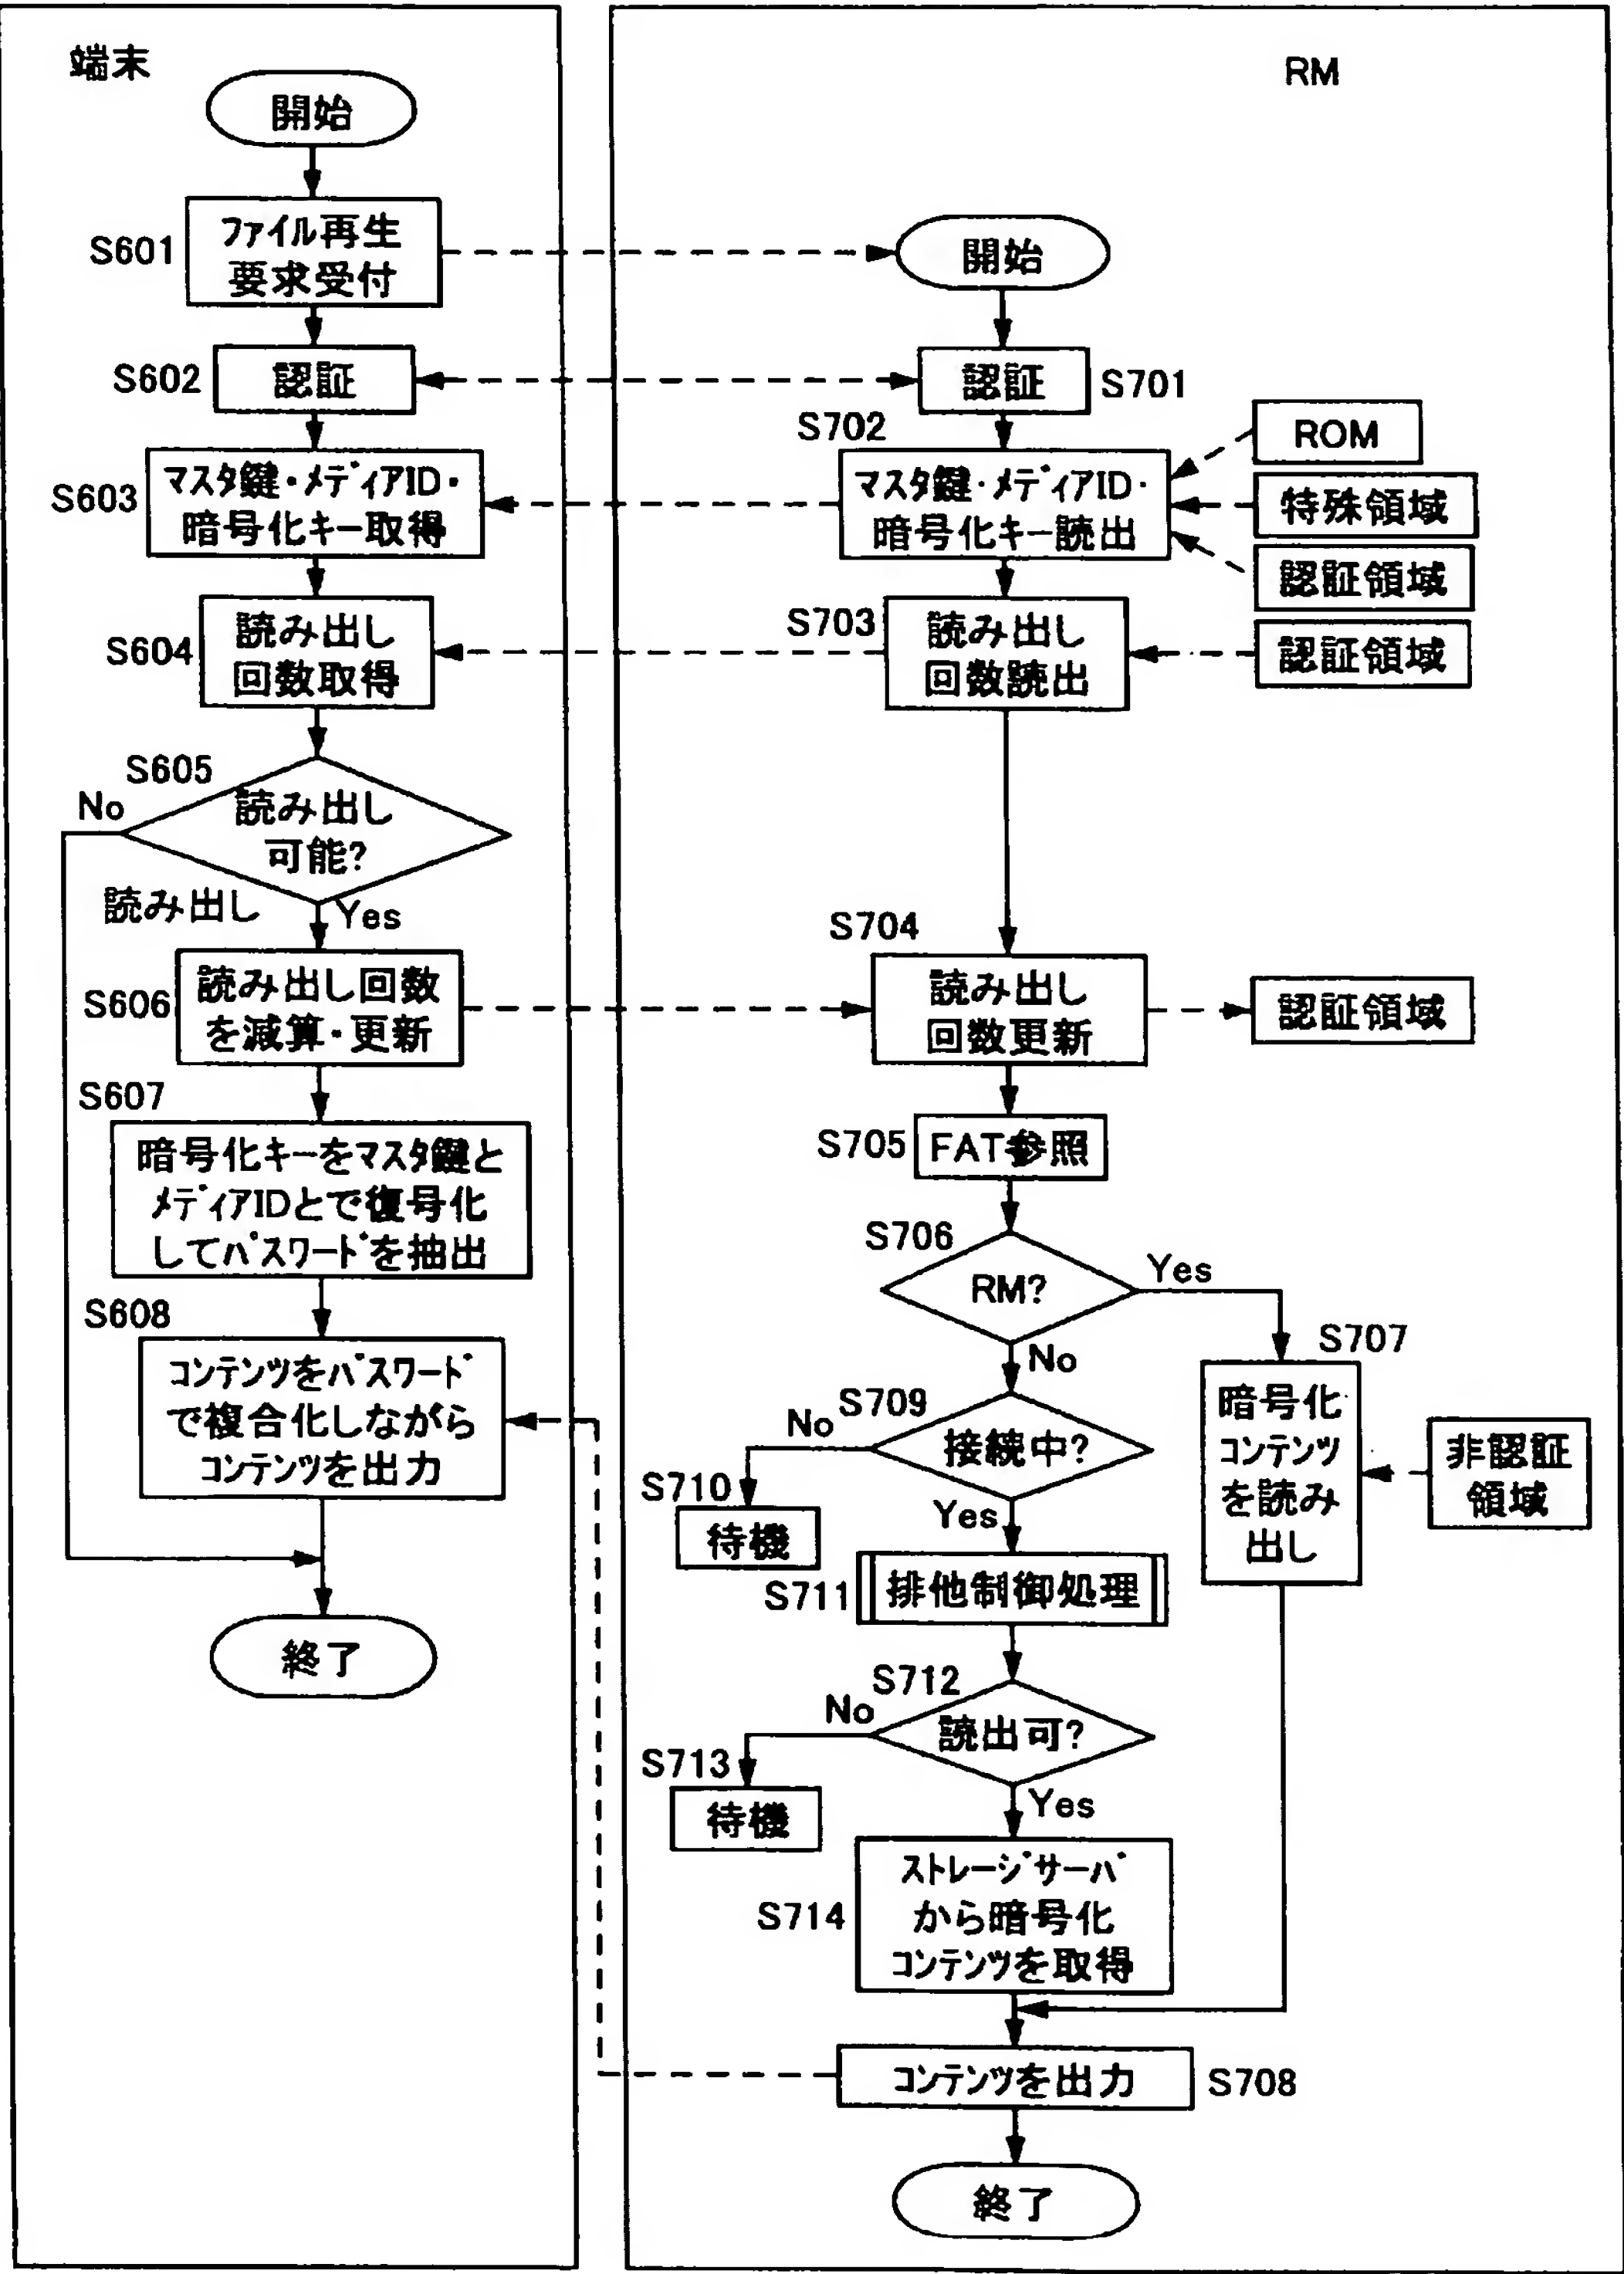 端末
開始
S601
ファイル再生
要求受付
S602
認証
S603
マスタ鍵・メディアID・
暗号化キー取得
S604
読み出し
回数取得
S605
No
読み出し
可能?
読み出し
Yes
S606
読み出し回数
を減算・更新
S607
暗号化キーをマスタ鍵と
メディアIDとで復号化
してパスワードを抽出
S608
コンテンツをパスワード
で複合化しながら
コンテンツを出力
終了
RM
開始
認証
S701
S702
マスタ鍵・メディアID・
暗号化キー読出
ROM
特殊領域
認証領域
S703
読み出し
回数読出
認証領域
S704
読み出し
回数更新
認証領域
S705
FAT参照
S706
RM?
Yes
No
S707
暗号化
コンテンツ
を読み
出し
非認証
領域
S709
No
接続中?
S710
待機
Yes
S711
排他制御処理
S712
No
読出可?
S713
待機
Yes
S714
ストレージサーバ
から暗号化
コンテンツを取得
コンテンツを出力
S708
終了